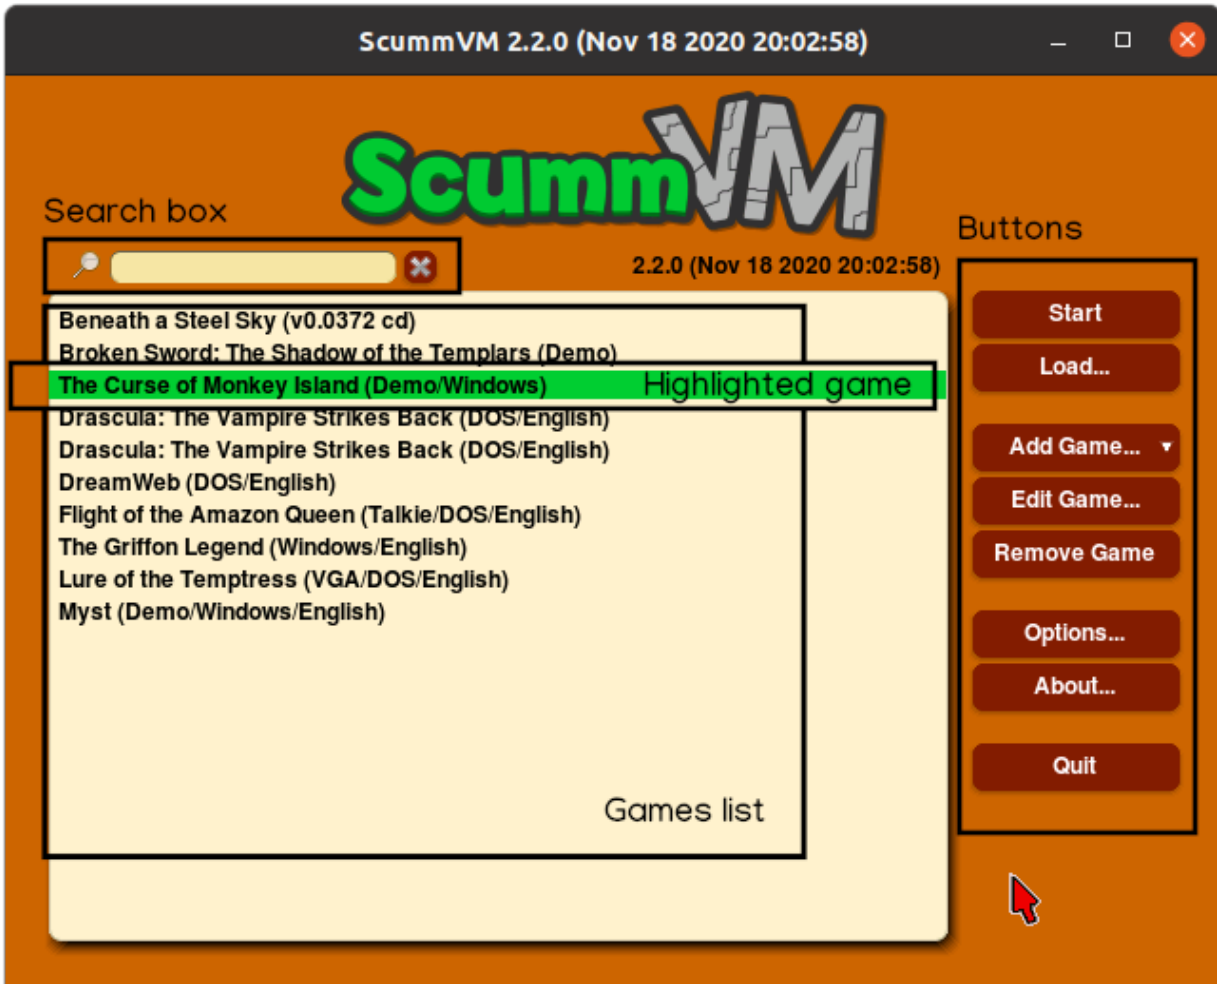 ScummVM 2.2.0 (Nov 18 2020 20:02:58)
ScummVM
Search box
Buttons
2.2.0 (Nov 18 2020 20:02:58)
Beneath a Steel Sky (v0.0372 cd)
Broken Sword: The Shadow of the Templars (Demo)
The Curse of Monkey Island (Demo/Windows)
Highlighted game
Drascula: The Vampire Strikes Back (DOS/English)
Drascula: The Vampire Strikes Back (DOS/English)
DreamWeb (DOS/English)
Flight of the Amazon Queen (Talkie/DOS/English)
The Griffon Legend (Windows/English)
Lure of the Temptress (VGA/DOS/English)
Myst (Demo/Windows/English)
Games list
Start
Load...
Add Game...
Edit Game...
Remove Game
Options...
About...
Quit